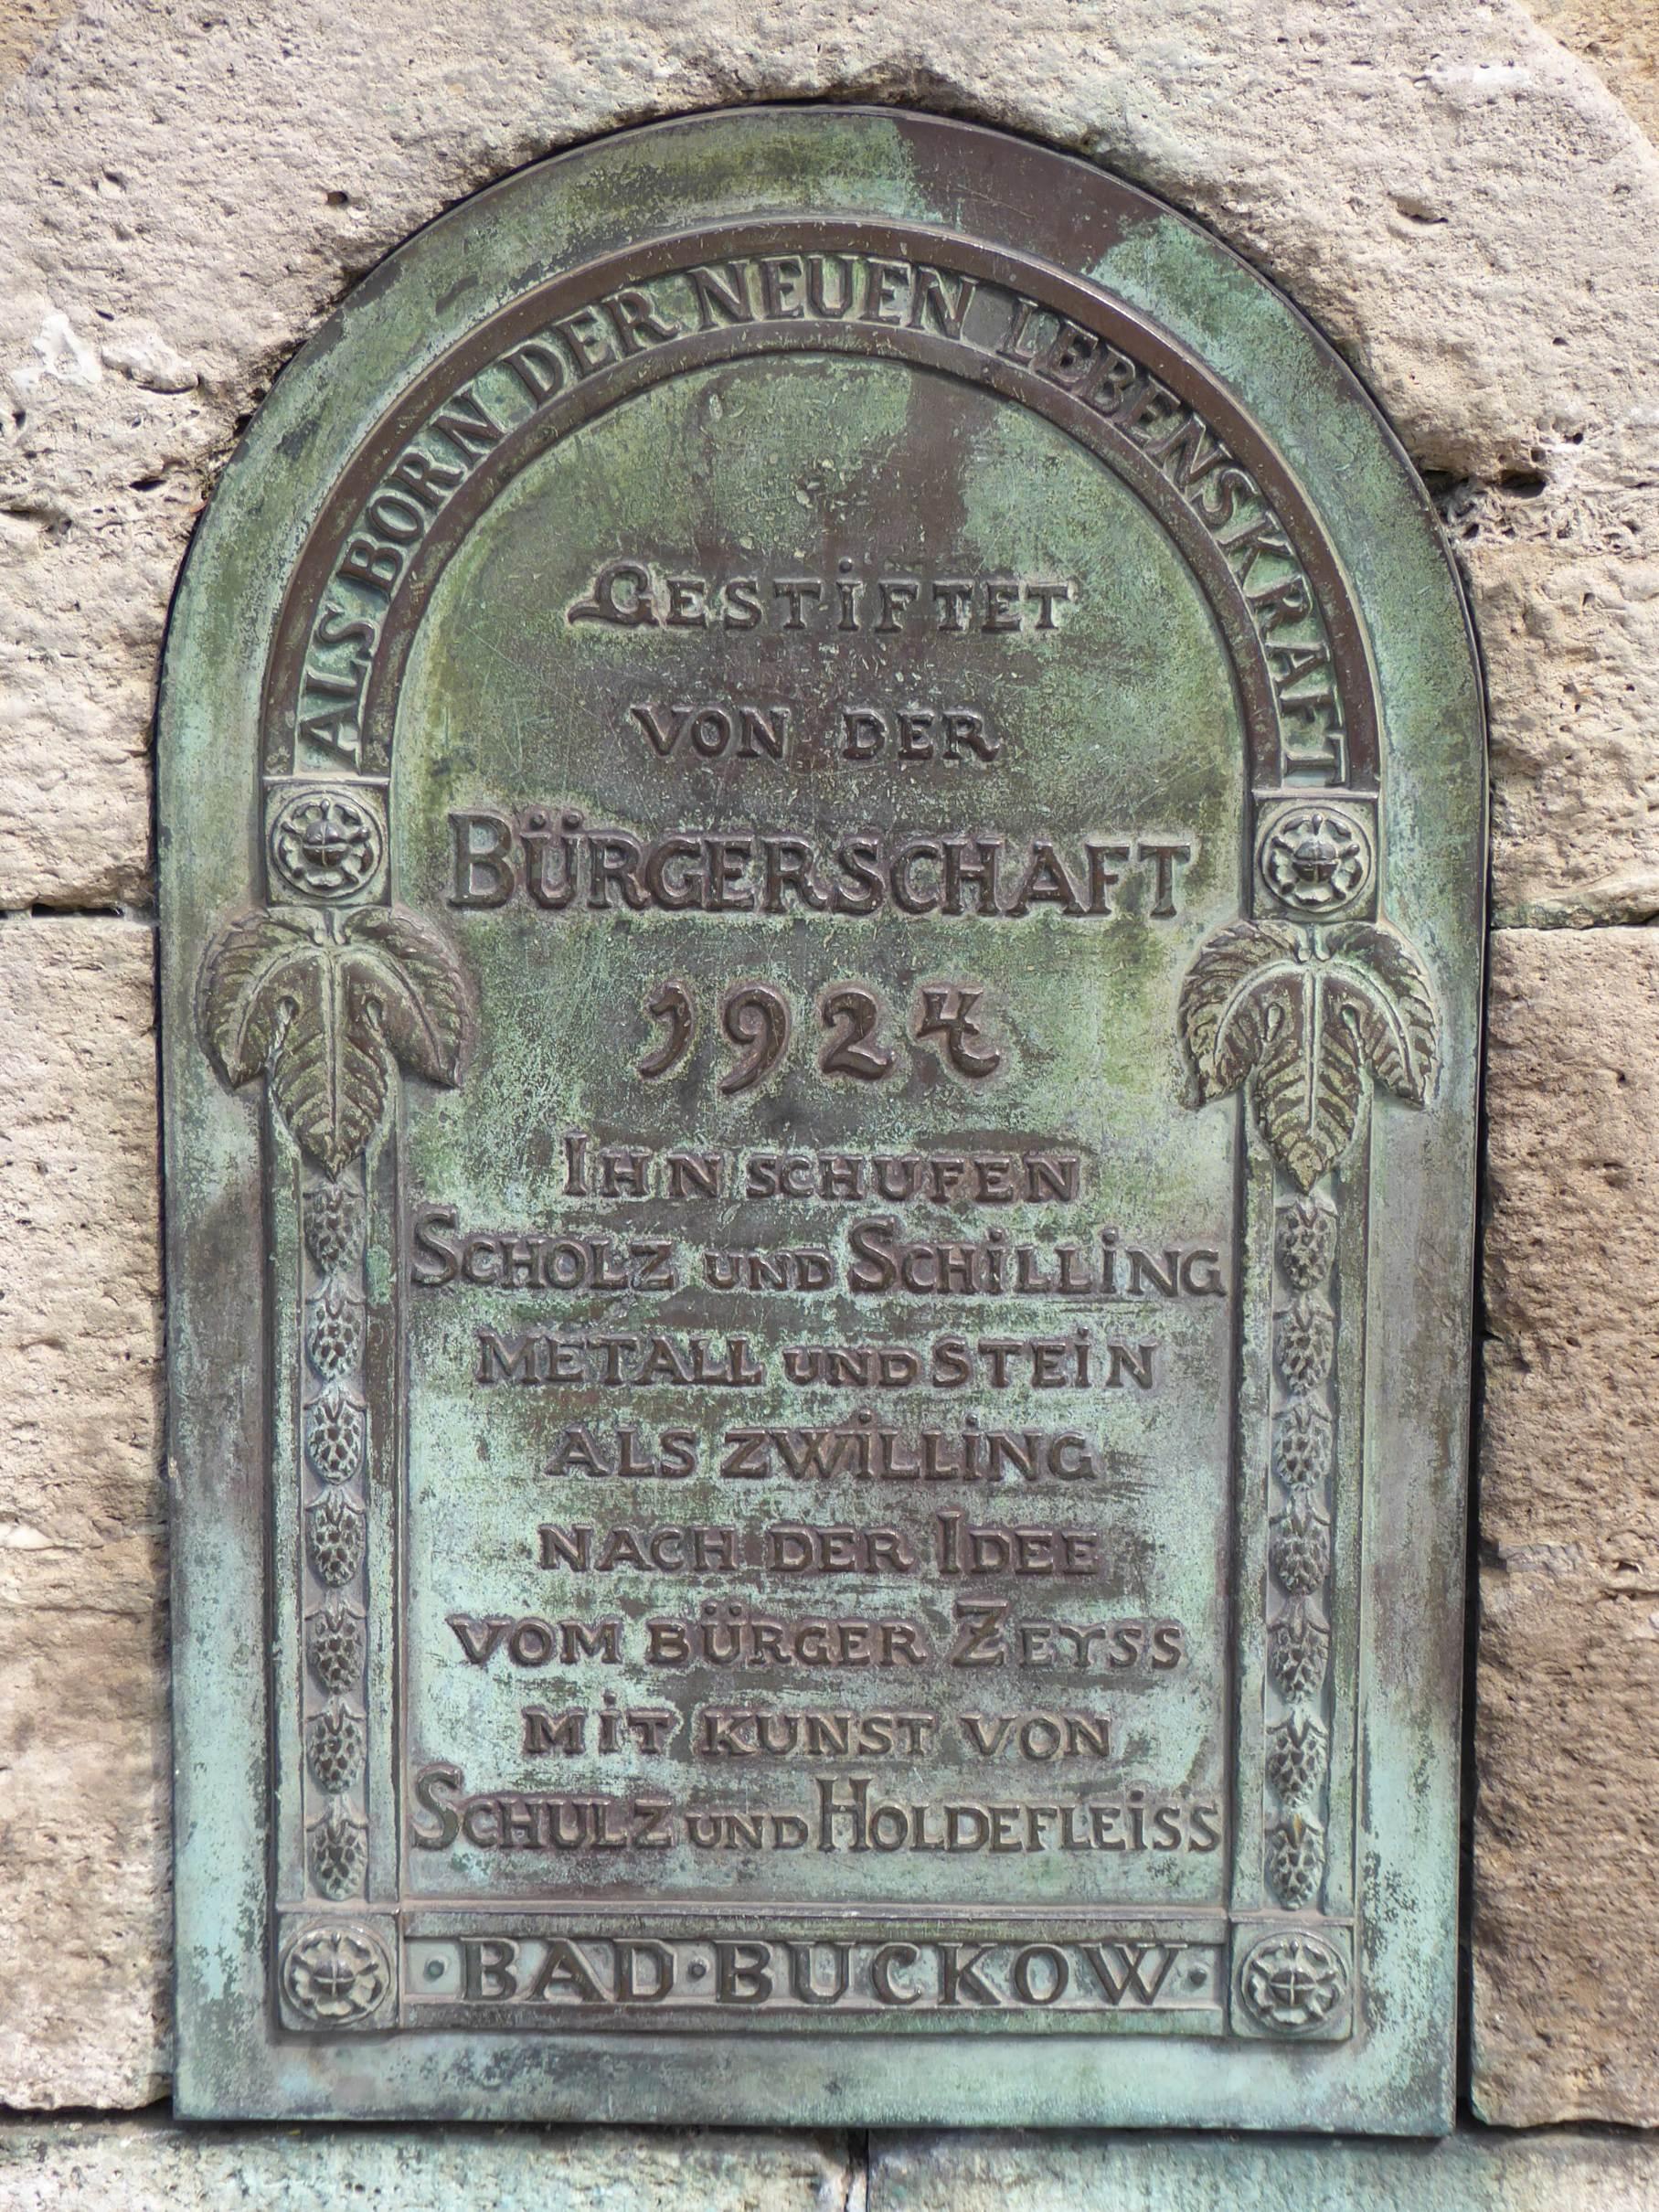 ALS BORN DER NEUEN LEBENSKRAFT
GESTIFTET
VON DER
BÜRGERSCHAFT
1924
IHN SCHUFEN
SCHOLZ UND SCHILLING
METALL UND STEIN
ALS ZWILLING
NACH DER IDEE
VOM BÜRGER ZEYSS
MIT KUNST VON
SCHULZ UND HOLDEFLEISS
· BAD · BUCKOW ·